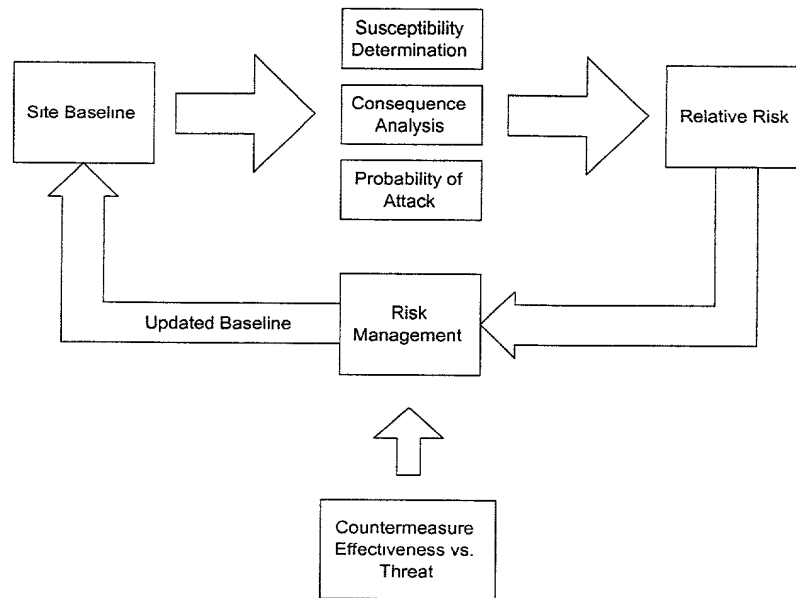 Susceptibility
Determination
Site Baseline
Consequence
Analysis
Relative Risk
Probability of
Attack
Updated Baseline
Risk
Management
Countermeasure
Effectiveness vs.
Threat